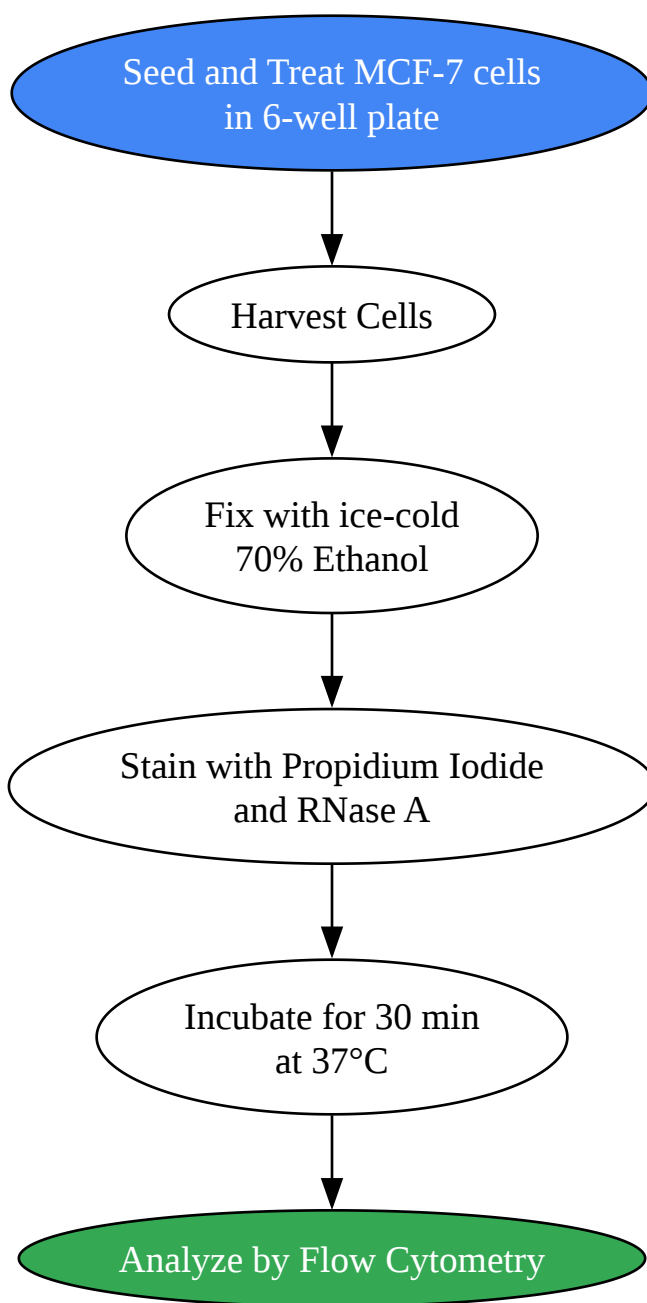 Seed and Treat MCF-7 cells
in 6-well plate
Harvest Cells
Fix with ice-cold
70% Ethanol
Stain with Propidium Iodide
and RNase A
Incubate for 30 min
at 37°C
Analyze by Flow Cytometry